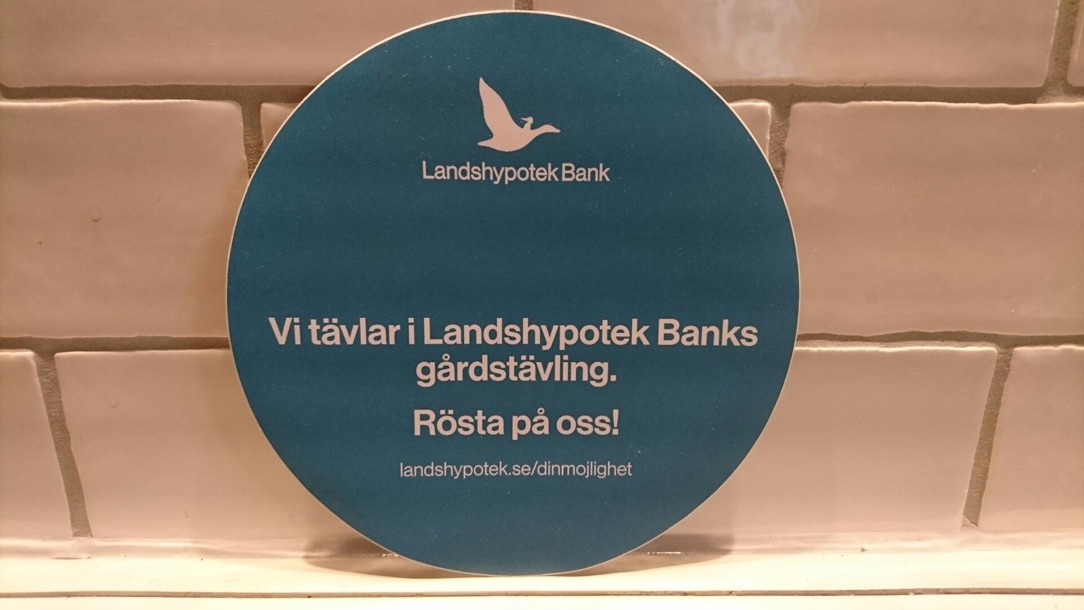 Landshypotek Bank
Vi tävlar i Landshypotek Banks
gårdstävling.
Rösta på oss!
landshypotek.se/dinmojlighet